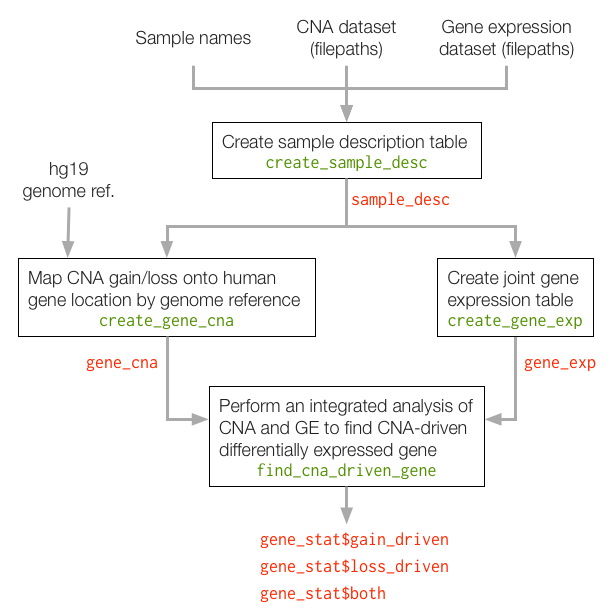 Sample names
CNA dataset
(filepaths)
Gene expression
dataset (filepaths)
Create sample description table
create_sample_desc
hg19
genome ref.
sample_desc
Map CNA gain/loss onto human
gene location by genome reference
create_gene_cna
Create joint gene
expression table
create_gene_exp
gene_cna
gene_exp
Perform an integrated analysis of
CNA and GE to find CNA-driven
differentially expressed gene
find_cna_driven_gene
gene_stat$gain_driven
gene_stat$loss_driven
gene_stat$both